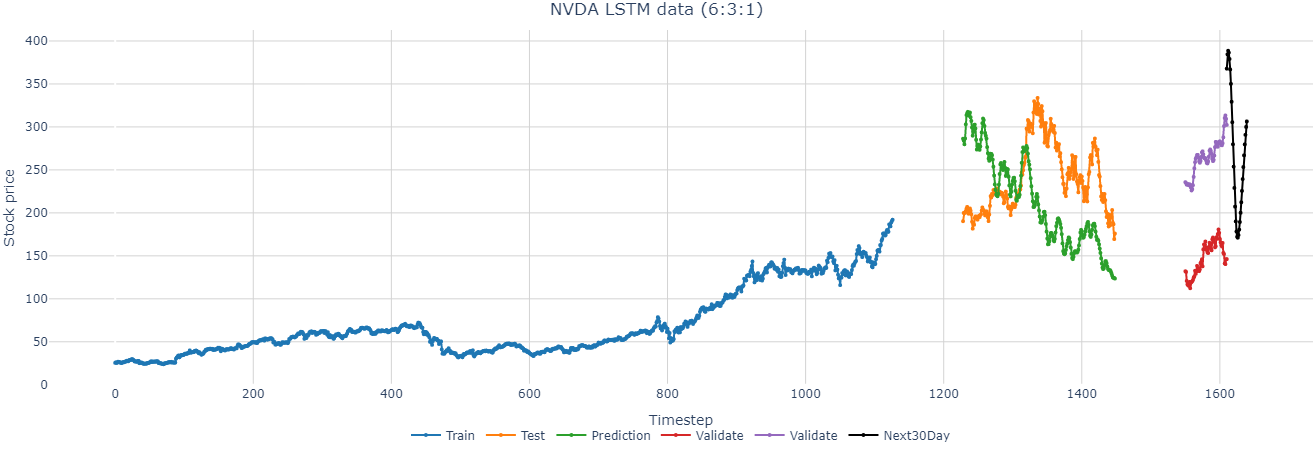 NVDA LSTM data (6:3:1)
Stock price
400
350
300
250
200
150
100
50
0
0 200 400 600 800 1000 1200 1400 1600
Timestep
Train Test Prediction Validate Validate Next30Day